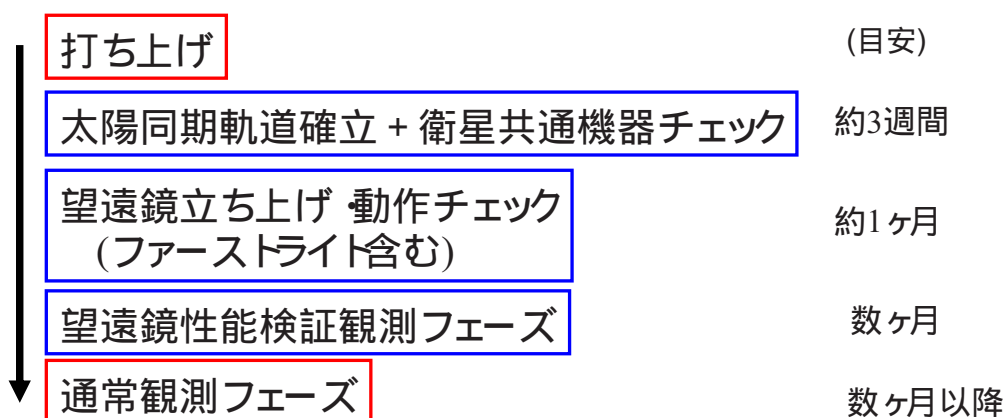 打ち上げ (目安)
太陽同期軌道確立 + 衛星共通機器チェック 約3週間
望遠鏡立ち上げ・動作チェック 約1ヶ月
(ファーストライト含む)
望遠鏡性能検証観測フェーズ 数ヶ月
通常観測フェーズ 数ヶ月以降